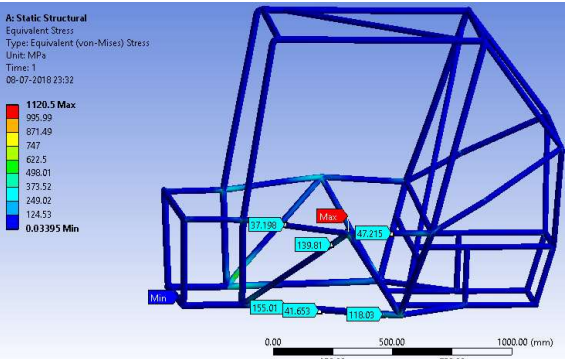 A: Static Structural
Equivalent Stress
Type: Equivalent (von-Mises) Stress
Unit: MPa
Time: 1
08-07-2018 23:32
1120.5 Max
995.99
871.49
747
622.5
498.01
373.52
249.02
124.53
0.03395 Min
Max
37.198
47.215
139.81
Min
155.01
41.653
118.03
0.00
500.00
1000.00 (mm)